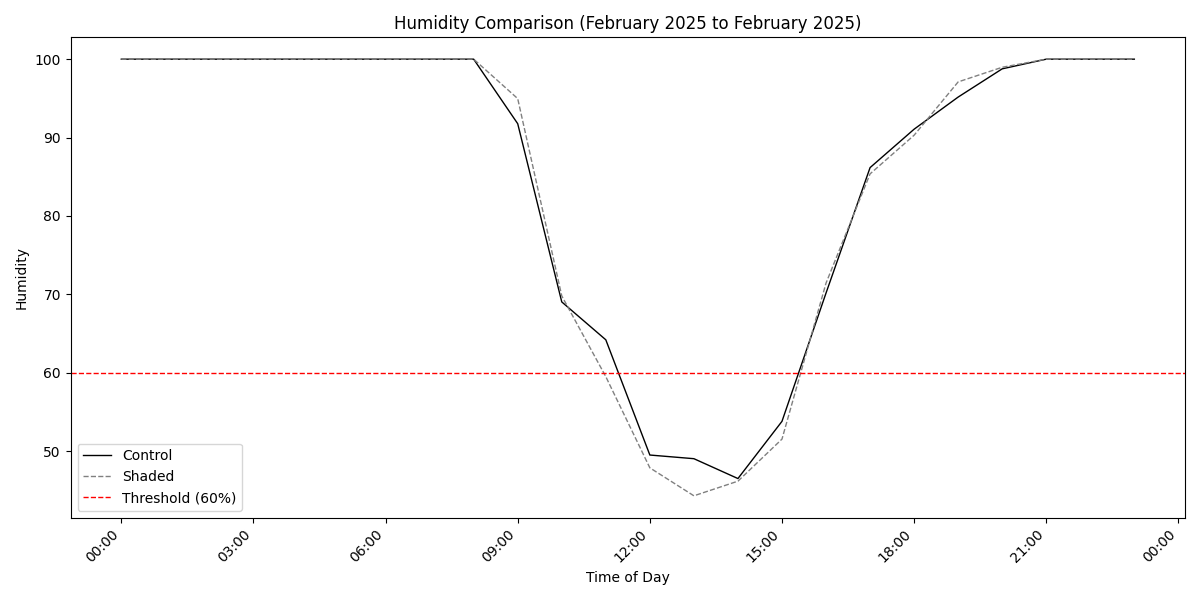 Humidity Comparison (February 2025 to February 2025)
Humidity
100
90
80
70
60
50
Control
Shaded
Threshold (60%)
00:00
03:00
06:00
09:00
12:00
15:00
18:00
21:00
00:00
Time of Day